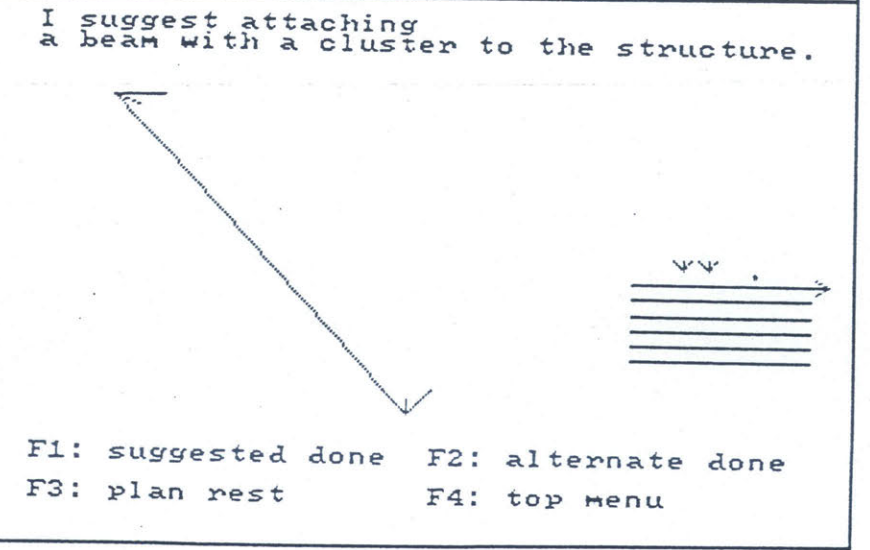 I suggest attaching
a beam with a cluster to the structure.
F1: suggested done F2: alternate done
F3: plan rest F4: top menu